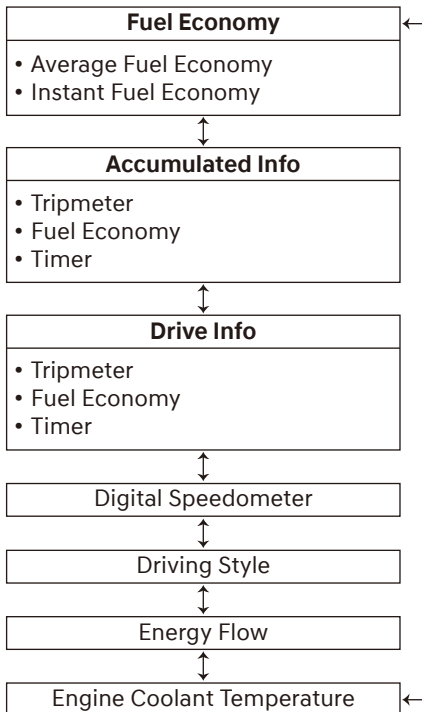 Fuel Economy
• Average Fuel Economy
• Instant Fuel Economy
Accumulated Info
• Tripmeter
• Fuel Economy
• Timer
Drive Info
• Tripmeter
• Fuel Economy
• Timer
Digital Speedometer
Driving Style
Energy Flow
Engine Coolant Temperature